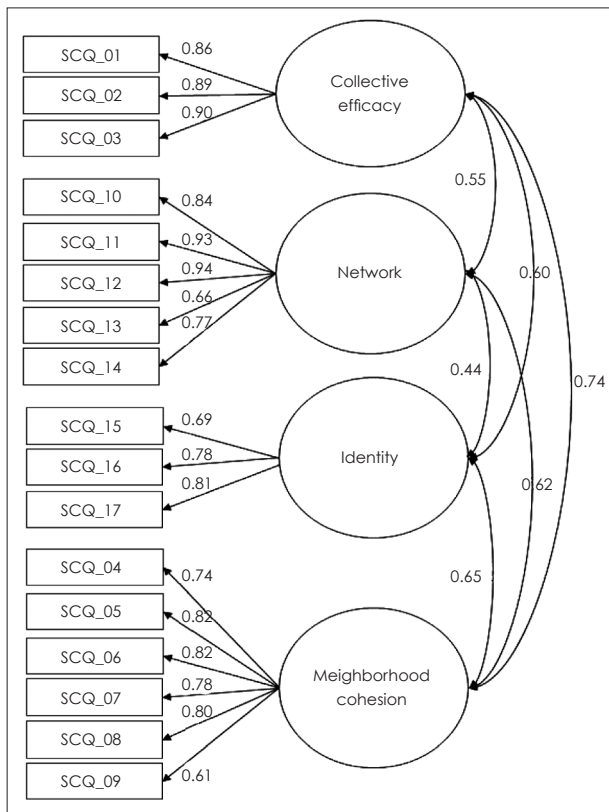 SCQ_01
SCQ_02
SCQ_03
0.86
0.89
0.90
Collective
efficacy
SCQ_10
SCQ_11
SCQ_12
SCQ_13
SCQ_14
0.84
0.93
0.94
0.66
0.77
Network
SCQ_15
SCQ_16
SCQ_17
0.69
0.78
0.81
Identity
SCQ_04
SCQ_05
SCQ_06
SCQ_07
SCQ_08
SCQ_09
0.74
0.82
0.82
0.78
0.80
0.61
Meighborhood
cohesion
0.55
0.60
0.44
0.74
0.62
0.65